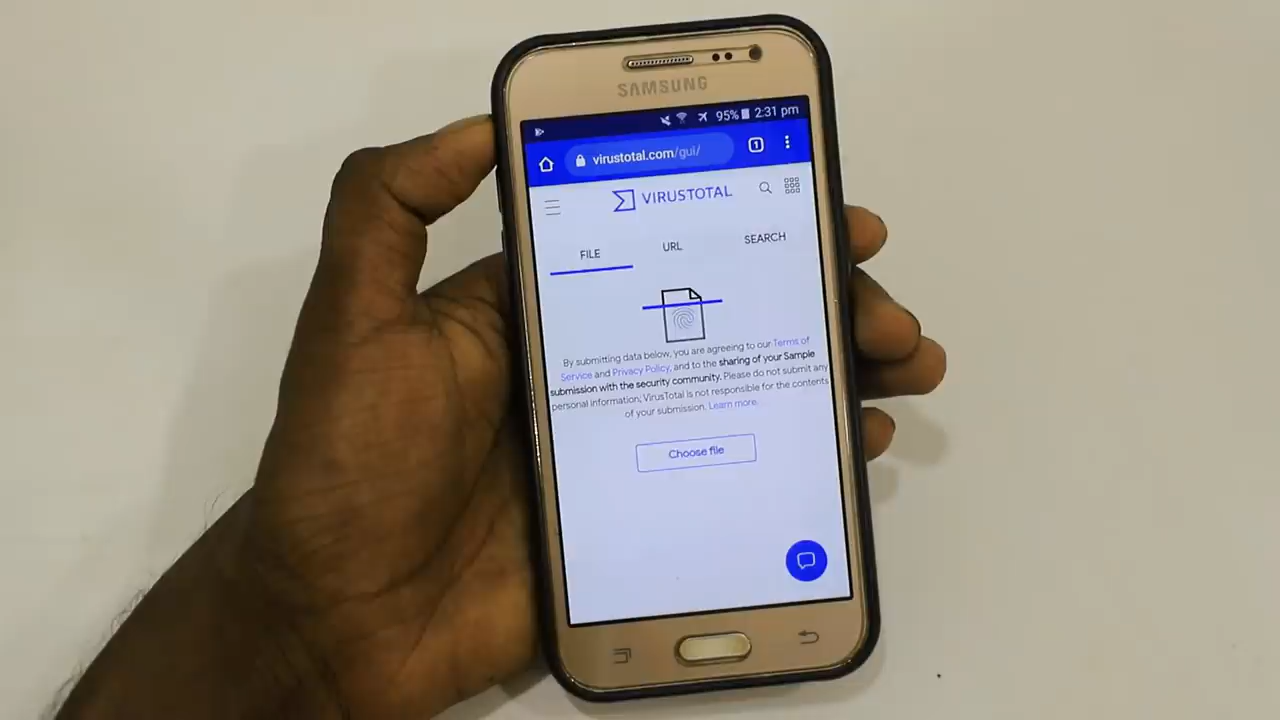 SAMSUNG
95% 2:31 pm
virustotal.com/gui/
1
VIRUSTOTAL
FILE
URL
SEARCH
By submitting data below, you are agreeing to our Terms of
Service and Privacy Policy, and to the sharing of your Sample
submission with the security community. Please do not submit any
personal information; VirusTotal is not responsible for the contents
of your submission. Learn more.
Choose file